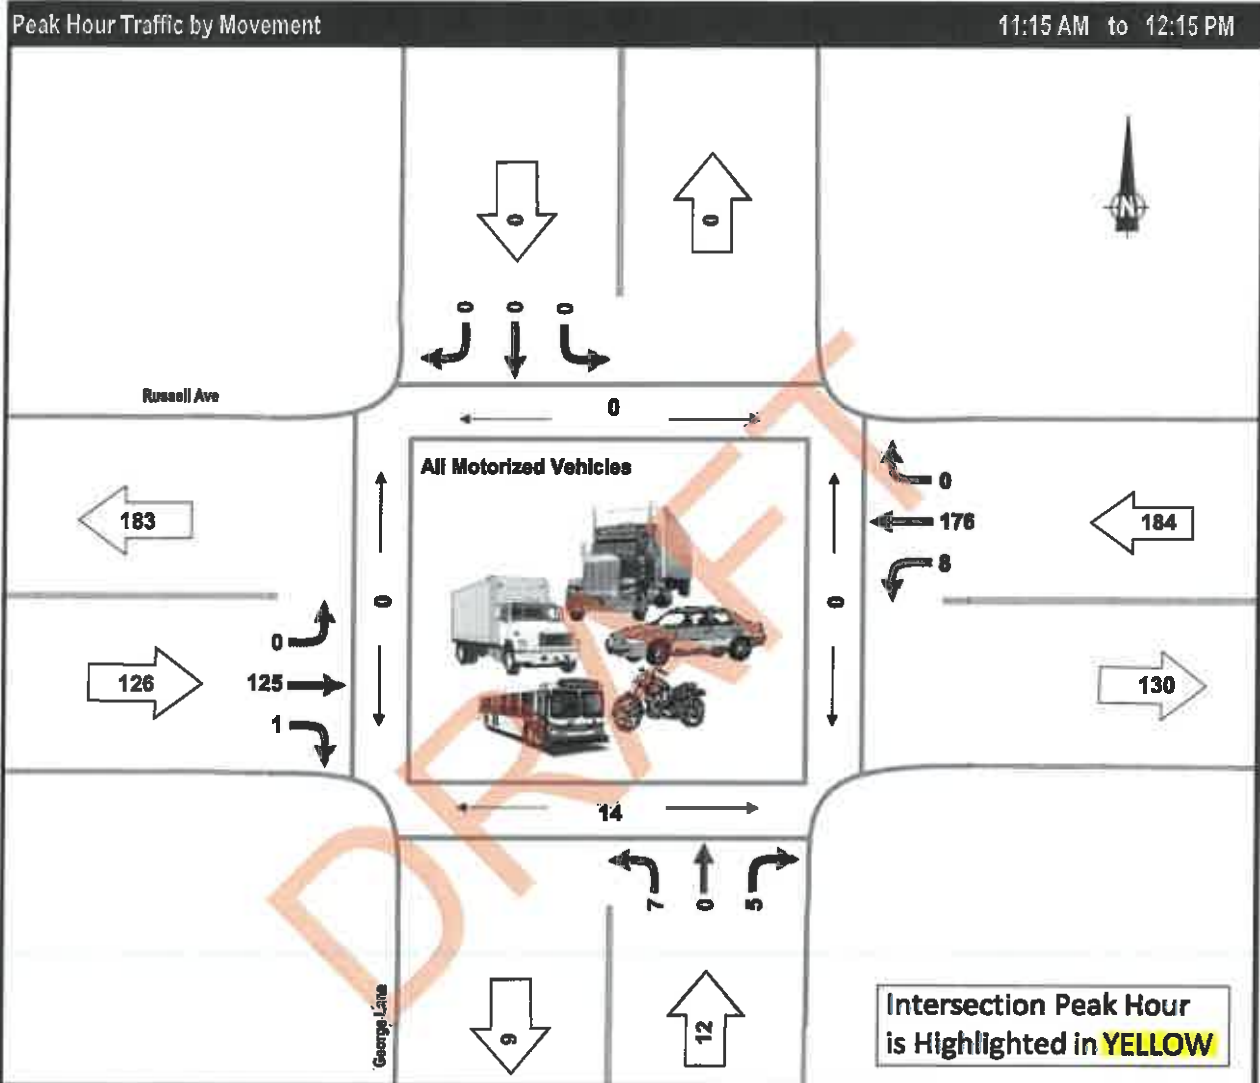 Peak Hour Traffic by Movement 11:15 AM to 12:15 PM
0 0
0 0 0
Russell Ave
0
All Motorized Vehicles
0
183
176
184
8
0 0
0
126
125
130
1
14
7 0 5
George Lane
9
12
Intersection Peak Hour
is Highlighted in YELLOW
DRAFT